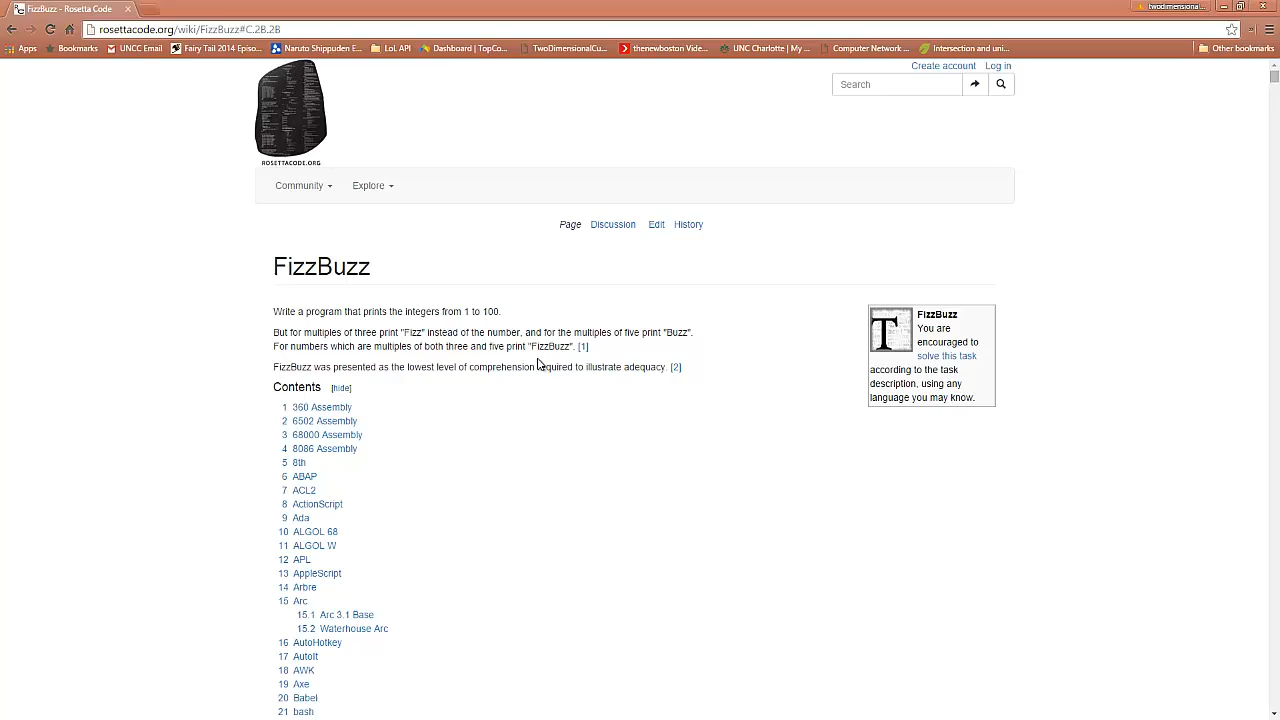 FizzBuzz - Rosetta Code
twodimensional...
rosettacode.org/wiki/FizzBuzz#C.2B.2B
Apps Bookmarks UNCC Email Fairy Tail 2014 Episo... Naruto Shippuden E... LoL API Dashboard | TopCo... TwoDimensionalCu... thenewboston Vide... UNC Charlotte | My ... Computer Network ... Intersection and uni... Other bookmarks
Create account Log in
Search
ROSETTACODE.ORG
Community Explore
Page Discussion Edit History
FizzBuzz
Write a program that prints the integers from 1 to 100.
But for multiples of three print "Fizz" instead of the number, and for the multiples of five print "Buzz".
For numbers which are multiples of both three and five print "FizzBuzz". [1]
FizzBuzz was presented as the lowest level of comprehension required to illustrate adequacy. [2]
FizzBuzz
You are
encouraged to
solve this task
according to the task
description, using any
language you may know.
Contents [hide]
1 360 Assembly
2 6502 Assembly
3 68000 Assembly
4 8086 Assembly
5 8th
6 ABAP
7 ACL2
8 ActionScript
9 Ada
10 ALGOL 68
11 ALGOL W
12 APL
13 AppleScript
14 Arbre
15 Arc
15.1 Arc 3.1 Base
15.2 Waterhouse Arc
16 AutoHotkey
17 AutoIt
18 AWK
19 Axe
20 Babel
21 bash